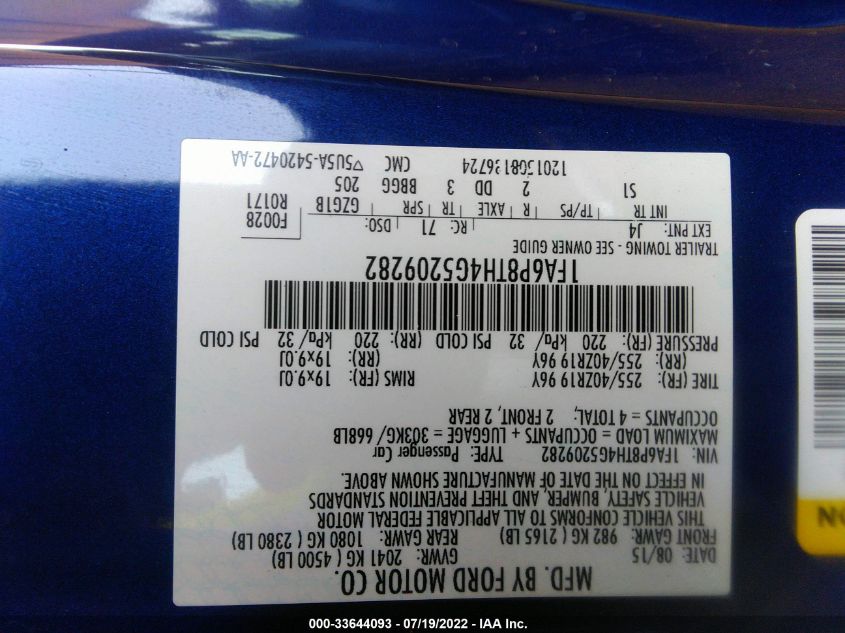 MFD. BY FORD MOTOR CO.
DATE: 08/15 GVWR: 2041 KG ( 4500 LB)
FRONT GAWR: 982 KG ( 2165 LB) REAR GAWR: 1080 KG ( 2380 LB)
THIS VEHICLE CONFORMS TO ALL APPLICABLE FEDERAL MOTOR
VEHICLE SAFETY, BUMPER, AND THEFT PREVENTION STANDARDS
IN EFFECT ON THE DATE OF MANUFACTURE SHOWN ABOVE.
VIN: 1FA6P8TH4G5209282 TYPE: Passenger Car
MAXIMUM LOAD = OCCUPANTS + LUGGAGE = 303KG/ 668LB
OCCUPANTS = 4 TOTAL: 2 FRONT, 2 REAR
TIRE (FR): 255/40ZR19 96Y RIMS (FR): 19x9.0J
(RR): 255/40ZR19 96Y (RR): 19x9.0J
PRESSURE (FR): 220 kPa/ 32 PSI COLD (RR): 220 kPa/ 32 PSI COLD
1FA6P8TH4G5209282
TRAILER TOWING - SEE OWNER GUIDE
EXT PNT: J4 RC: 71 DSO: F0028
INT TR TP/PS R AXLE TR SPR GZG1B R0171
S1 2 DD 3 BBGG 205
1201508136724 CMC ▽5U5A-5420472-AA
ON
000-33644093 - 07/19/2022 - IAA Inc.